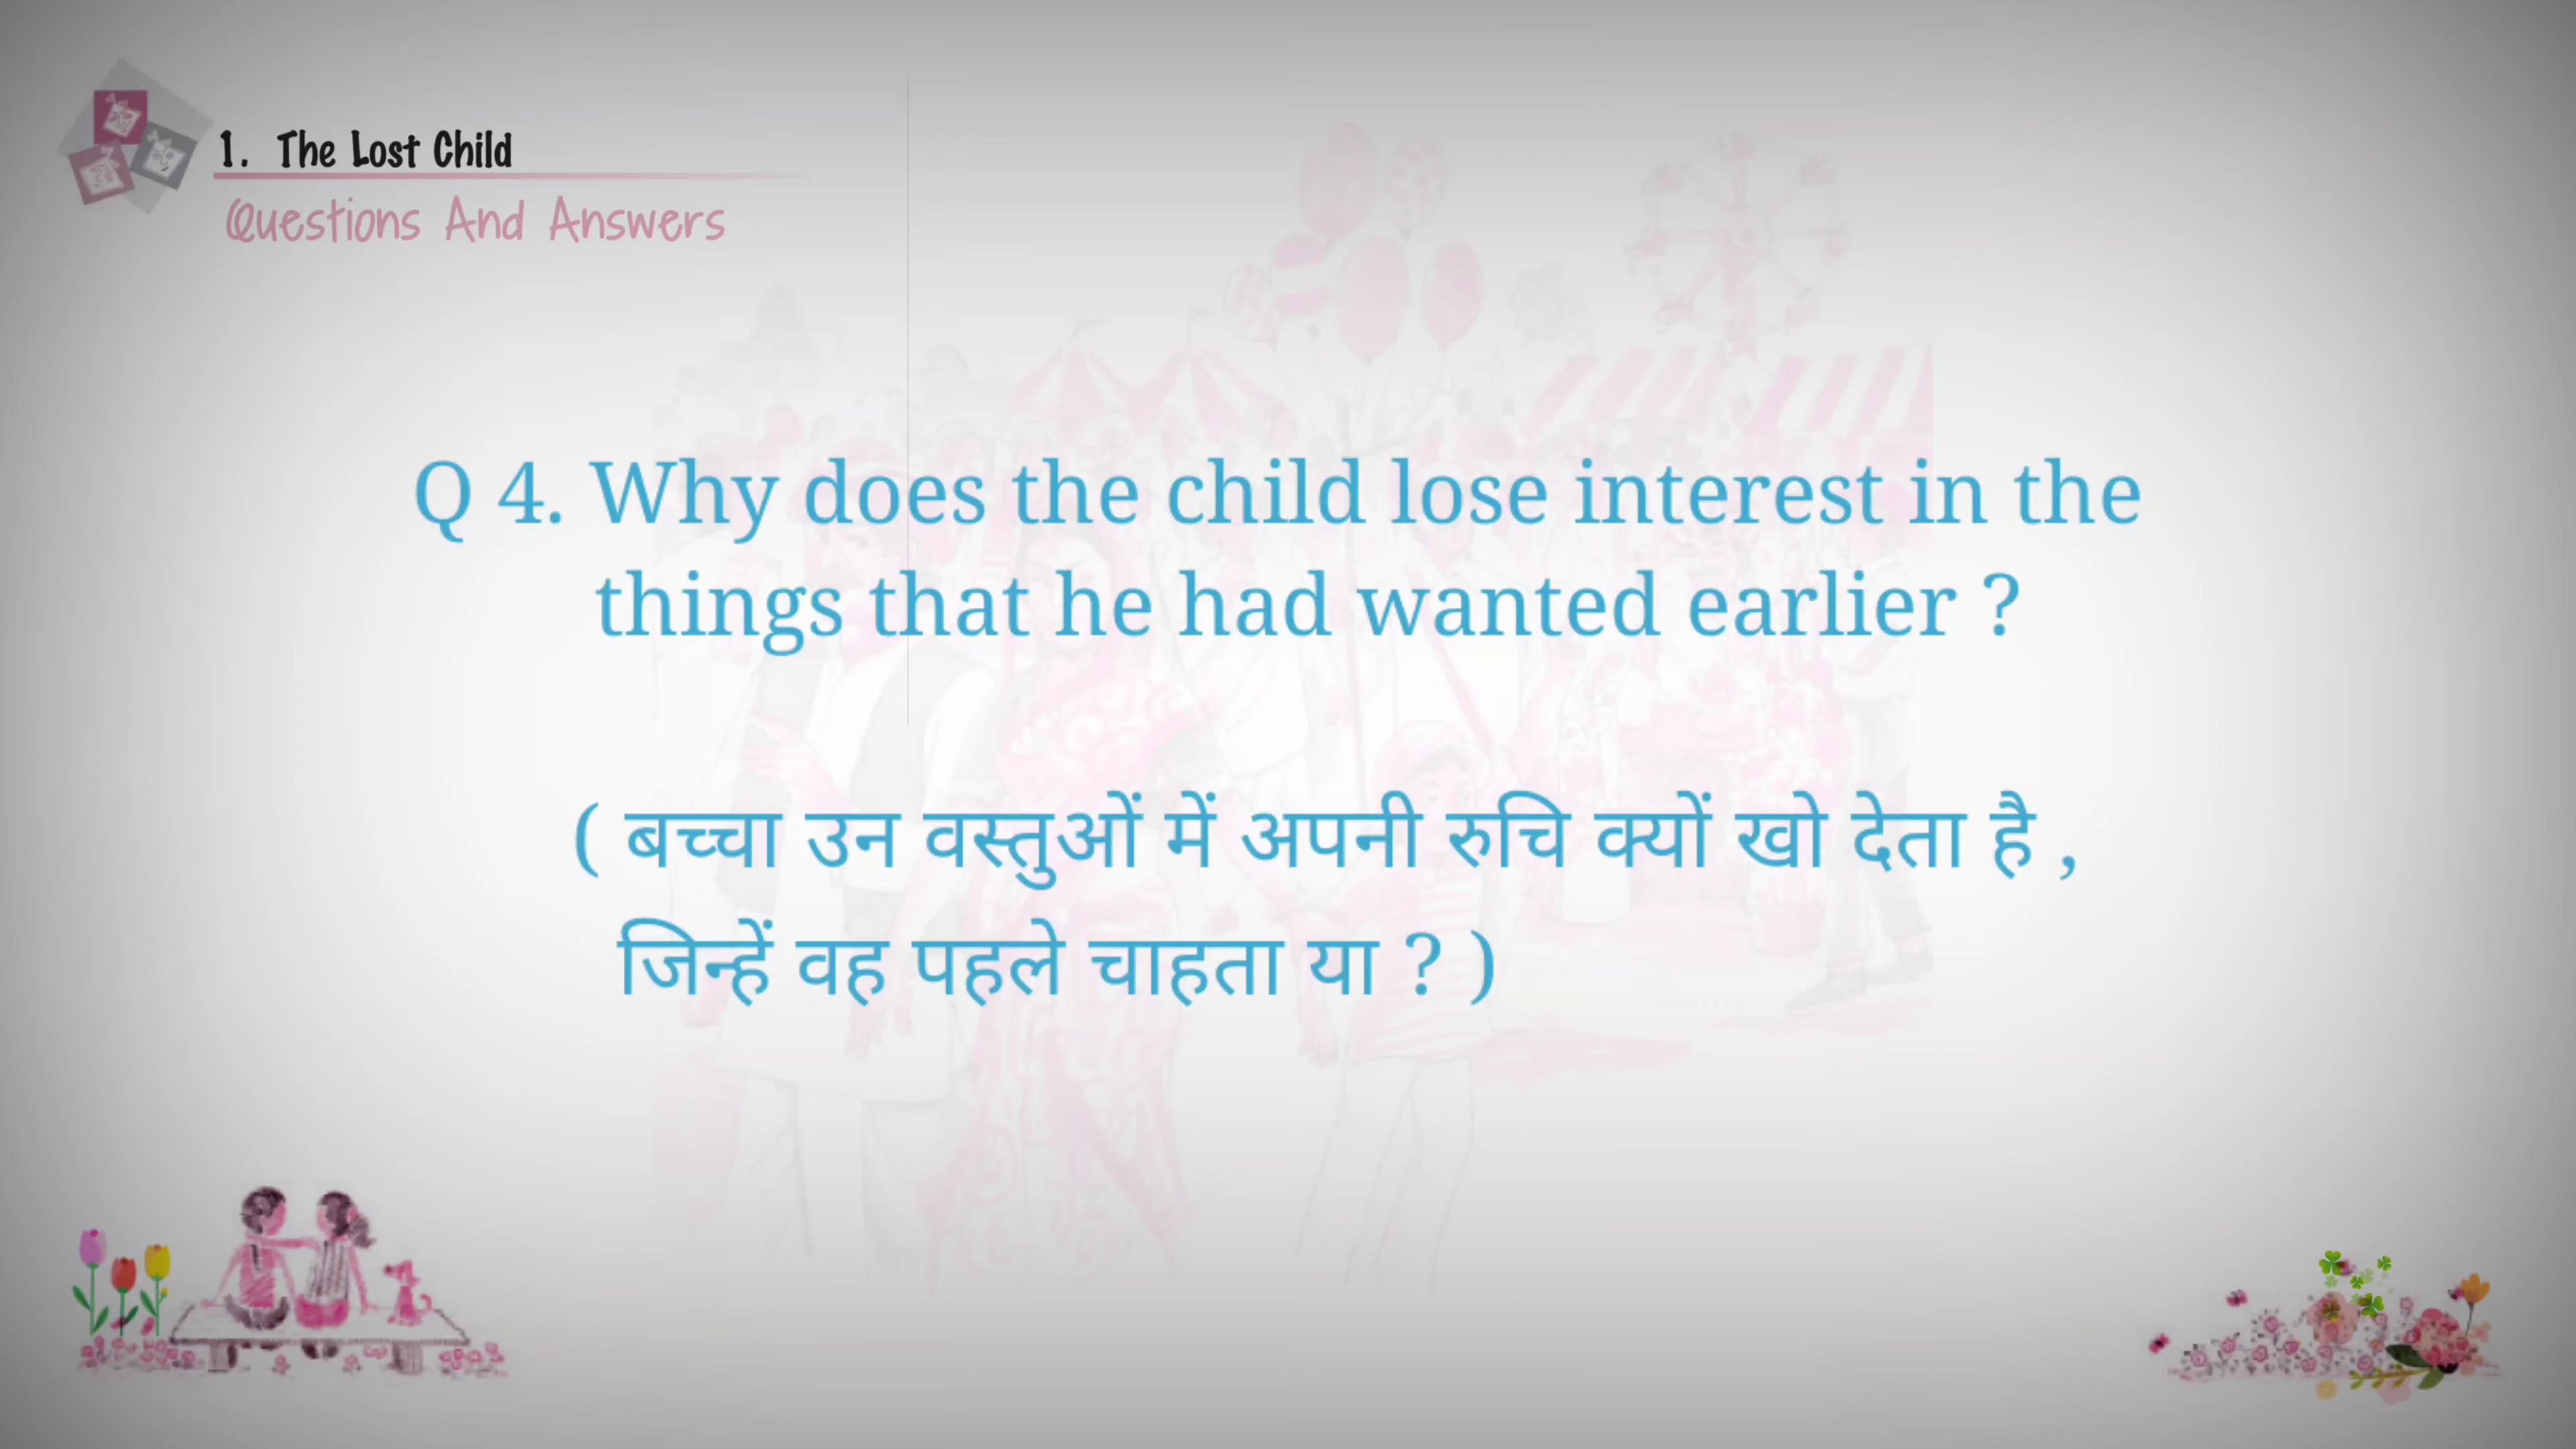 1. The Lost Child
Questions And Answers
Q 4. Why does the child lose interest in the
things that he had wanted earlier ?
( बच्चा उन वस्तुओं में अपनी रुचि क्यों खो देता है ,
जिन्हें वह पहले चाहता या ? )